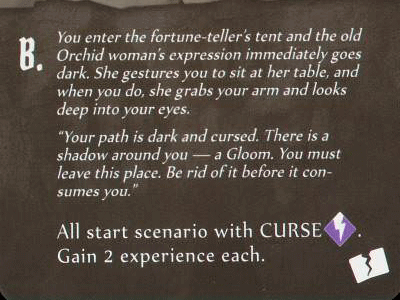 B. You enter the fortune-teller's tent and the old
Orchid woman's expression immediately goes
dark. She gestures you to sit at her table, and
when you do, she grabs your arm and looks
deep into your eyes.
“Your path is dark and cursed. There is a
shadow around you — a Gloom. You must
leave this place. Be rid of it before it con-
sumes you.”
All start scenario with CURSE.
Gain 2 experience each.